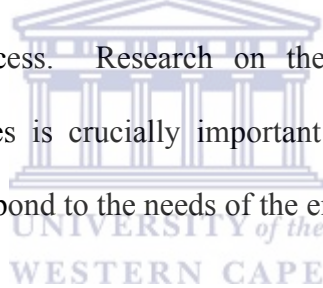 cess. Research on the
es is crucially important
pond to the needs of the e
UNIVERSITY of the
WESTERN CAPE